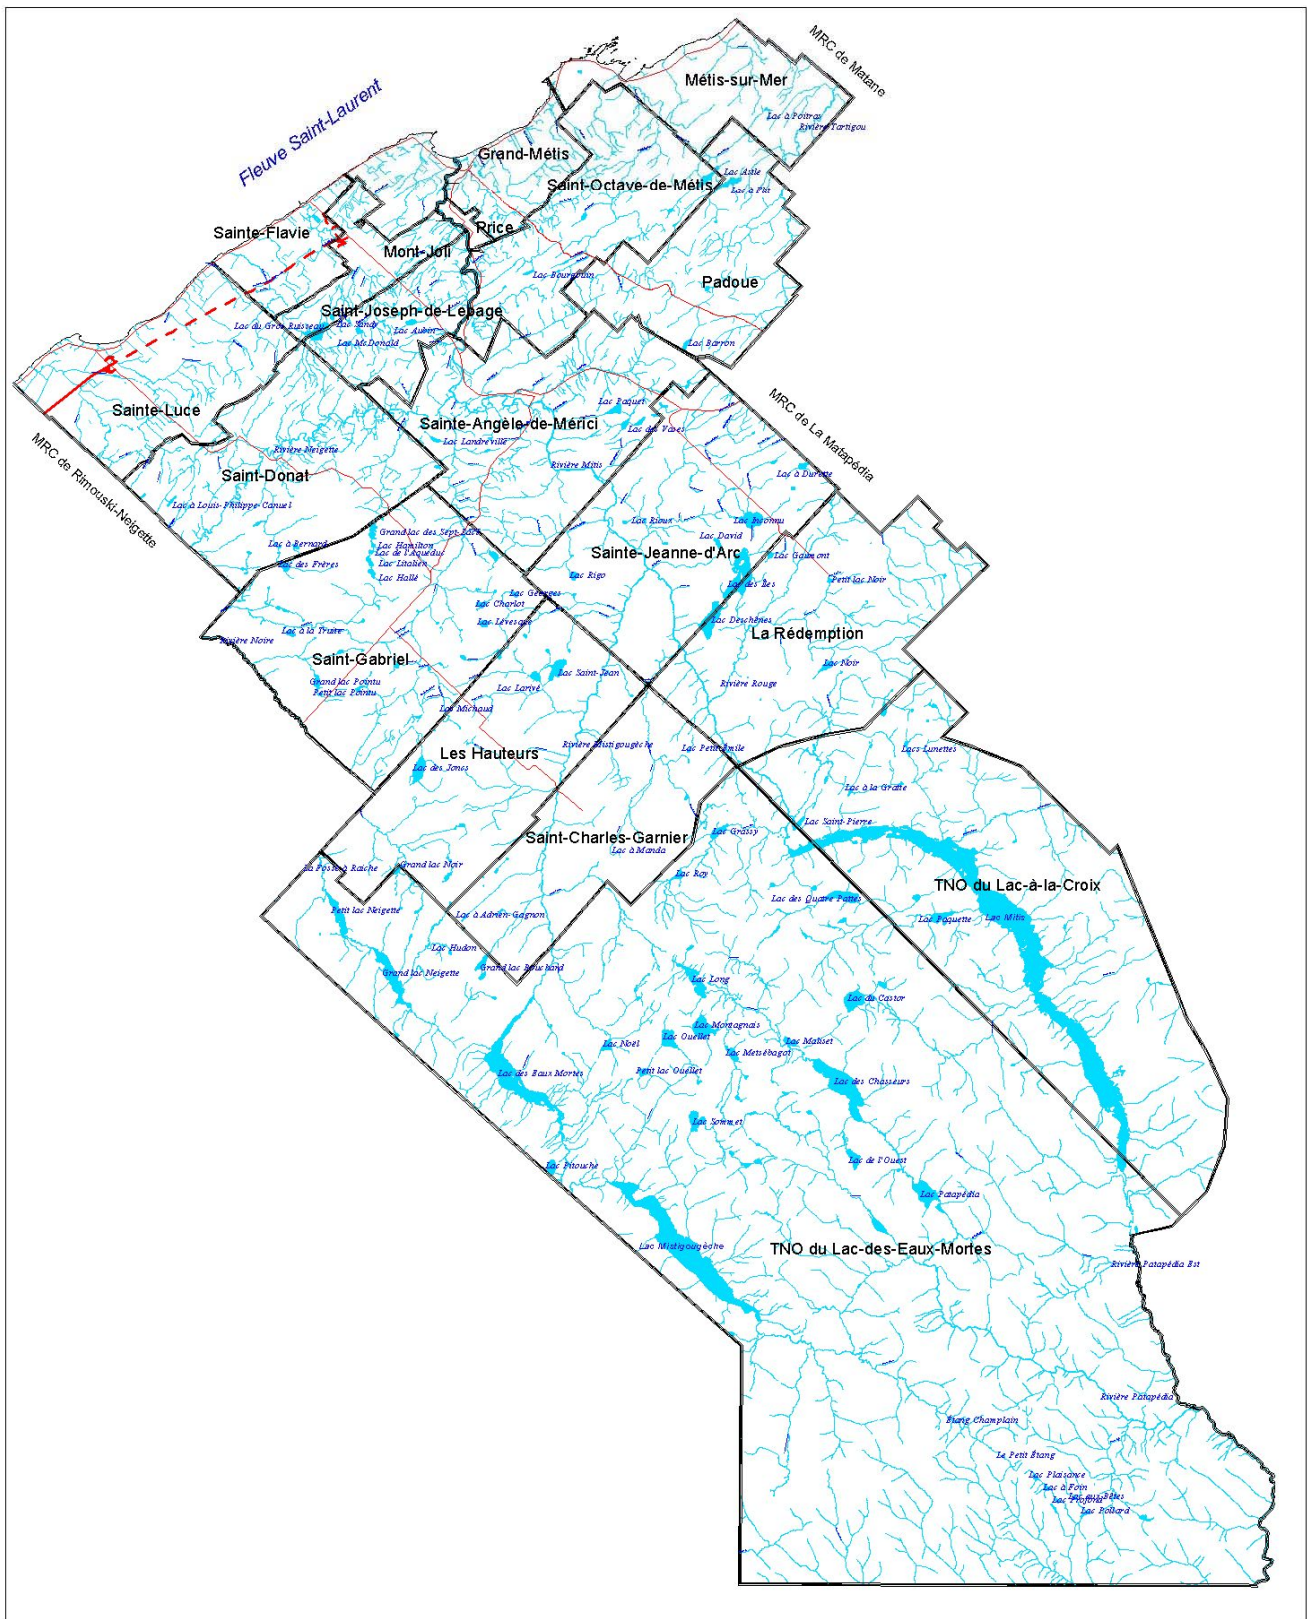 MRC de Matane
Métis-sur-Mer
Fleuve Saint-Laurent
Lac à Poitras
Rivière Tartigou
Grand-Métis
Lac Astle
Saint-Octave-de-Métis
Lac à Pit
Price
Sainte-Flavie
Mont-Joli
Lac Bourgouin
Padoue
Saint-Joseph-de-Lepage
Lac du Gros Ruisseau
Lac Sandy
Lac Aubin
Lac McDonald
Lac Barron
MRC de La Matapédia
Lac Paquet
Sainte-Luce
Sainte-Angèle-de-Mérici
Lac des Vases
Lac Landreville
MRC de Rimouski-Neigette
Rivière Neigette
Rivière Mitis
Saint-Donat
Lac à Durette
Lac à Louis-Philippe-Canuel
Lac Rioux
Lac Inconnu
Grand lac des Sept Lacs
Lac David
Lac à Bernard
Lac Hamilton
Lac de l'Aqueduc
Sainte-Jeanne-d'Arc
Lac Gaumont
Lac des Frères
Lac Litalien
Lac Hallé
Lac Rigo
Petit lac Noir
Lac des Îles
Lac Georges
Lac Charlot
Lac Lévesque
Lac Deschênes
Lac à la Truite
Rivière Noire
La Rédemption
Saint-Gabriel
Lac Noir
Lac Saint-Jean
Grand lac Pointu
Petit lac Pointu
Lac Larivé
Rivière Rouge
Lac Michaud
Rivière Mistigougèche
Lac Petit Émile
Lacs Lunettes
Les Hauteurs
Lac des Joncs
Lac à la Graffe
Lac Saint-Pierre
Saint-Charles-Garnier
Lac Grassy
Lac à Manda
La Fosse à Raiche
Grand lac Noir
Lac Roy
TNO du Lac-à-la-Croix
Lac des Quatre Pattes
Petit lac Neigette
Lac à Adrien-Gagnon
Lac Paquette
Lac Mitis
Lac Hudon
Grand lac Neigette
Grand lac Bouchard
Lac Long
Lac du Castor
Lac Montagnais
Lac Ouellet
Lac Noël
Lac Maliset
Lac Metsébagot
Lac des Eaux Mortes
Petit lac Ouellet
Lac des Chasseurs
Lac Sommet
Lac Pitouche
Lac de l'Ouest
Lac Patapédia
Lac Mistigougèche
TNO du Lac-des-Eaux-Mortes
Rivière Patapédia Est
Rivière Patapédia
Étang Champlain
Le Petit Étang
Lac Plaisance
Lac à Foin
Lac aux Bêtes
Lac Profond
Lac Pollard